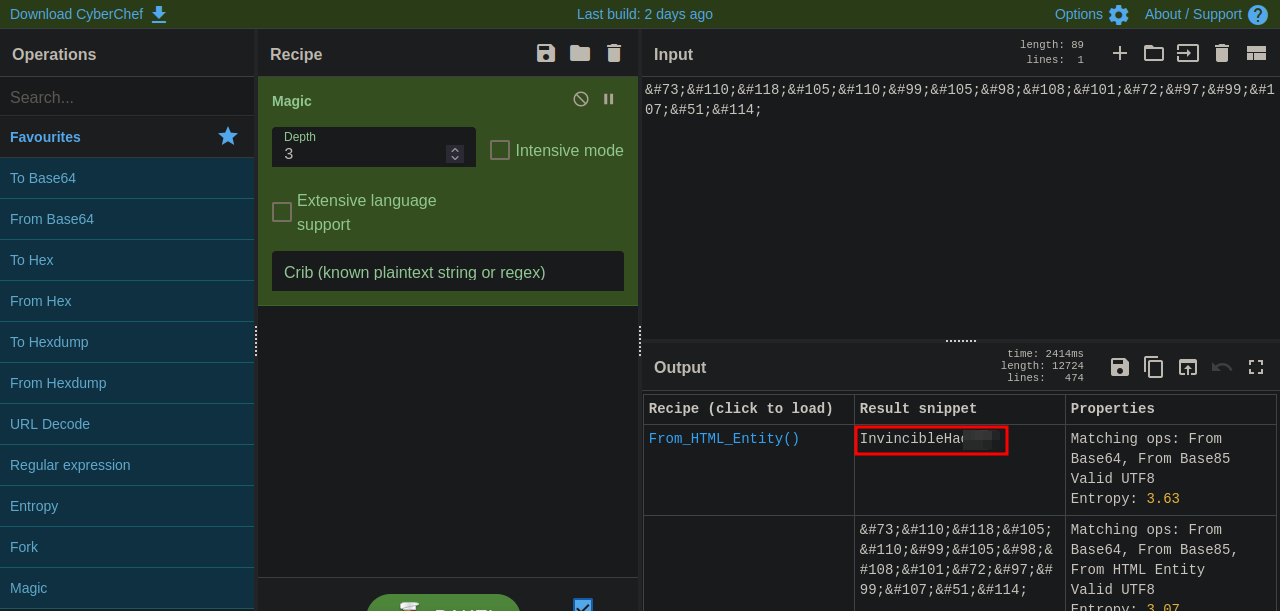 Download CyberChef
Last build: 2 days ago
Options
About / Support
Operations
Search...
Favourites
To Base64
From Base64
To Hex
From Hex
To Hexdump
From Hexdump
URL Decode
Regular expression
Entropy
Fork
Magic
Recipe
Magic
Depth
3
Intensive mode
Extensive language
support
Crib (known plaintext string or regex)
Input
length: 89
lines: 1
&#73;&#110;&#118;&#105;&#110;&#99;&#105;&#98;&#108;&#101;&#72;&#97;&#99;&#1
07;&#51;&#114;
Output
time: 2414ms
length: 12724
lines: 474
Recipe (click to load)
Result snippet
Properties
From_HTML_Entity()
InvincibleHa
Matching ops: From
Base64, From Base85
Valid UTF8
Entropy: 3.63
&#73;&#110;&#118;&#105;
&#110;&#99;&#105;&#98;&
#108;&#101;&#72;&#97;&#
99;&#107;&#51;&#114;
Matching ops: From
Base64, From Base85,
From HTML Entity
Valid UTF8
Entropy: 3.07